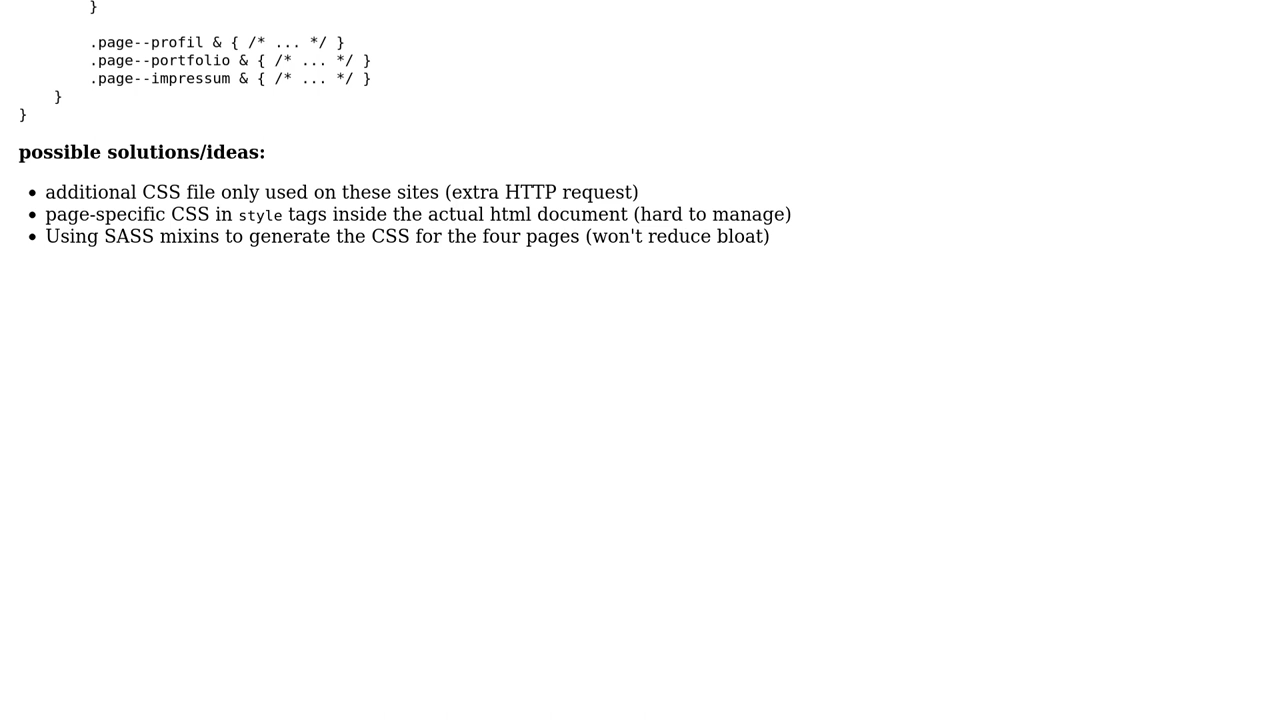 }
.page--profil & { /* ... */ }
.page--portfolio & { /* ... */ }
.page--impressum & { /* ... */ }
}
}
possible solutions/ideas:
• additional CSS file only used on these sites (extra HTTP request)
• page-specific CSS in style tags inside the actual html document (hard to manage)
• Using SASS mixins to generate the CSS for the four pages (won't reduce bloat)